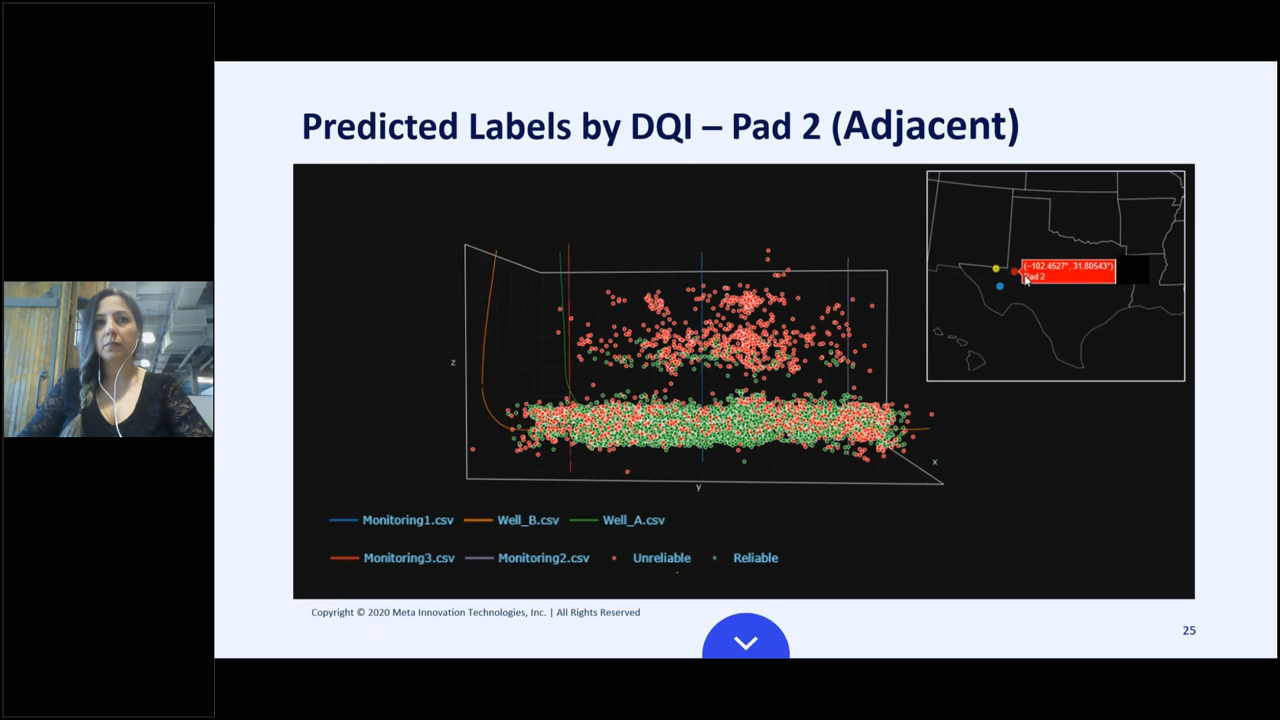 Predicted Labels by DQI – Pad 2 (Adjacent)
(−102.4527°, 31.80543°)
Pad 2
z
x
y
Monitoring1.csv Well_B.csv Well_A.csv
Monitoring3.csv Monitoring2.csv Unreliable Reliable
Copyright © 2020 Meta Innovation Technologies, Inc. | All Rights Reserved
25